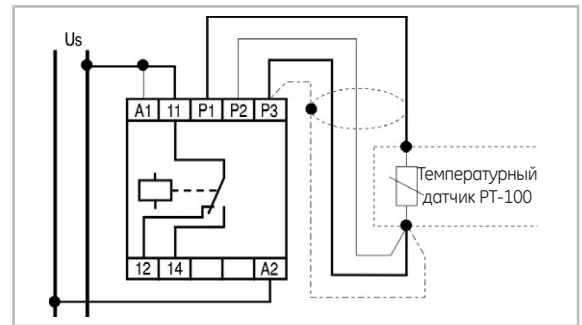 Us
A1 11 P1 P2 P3
Температурный
датчик PT-100
12 14 A2